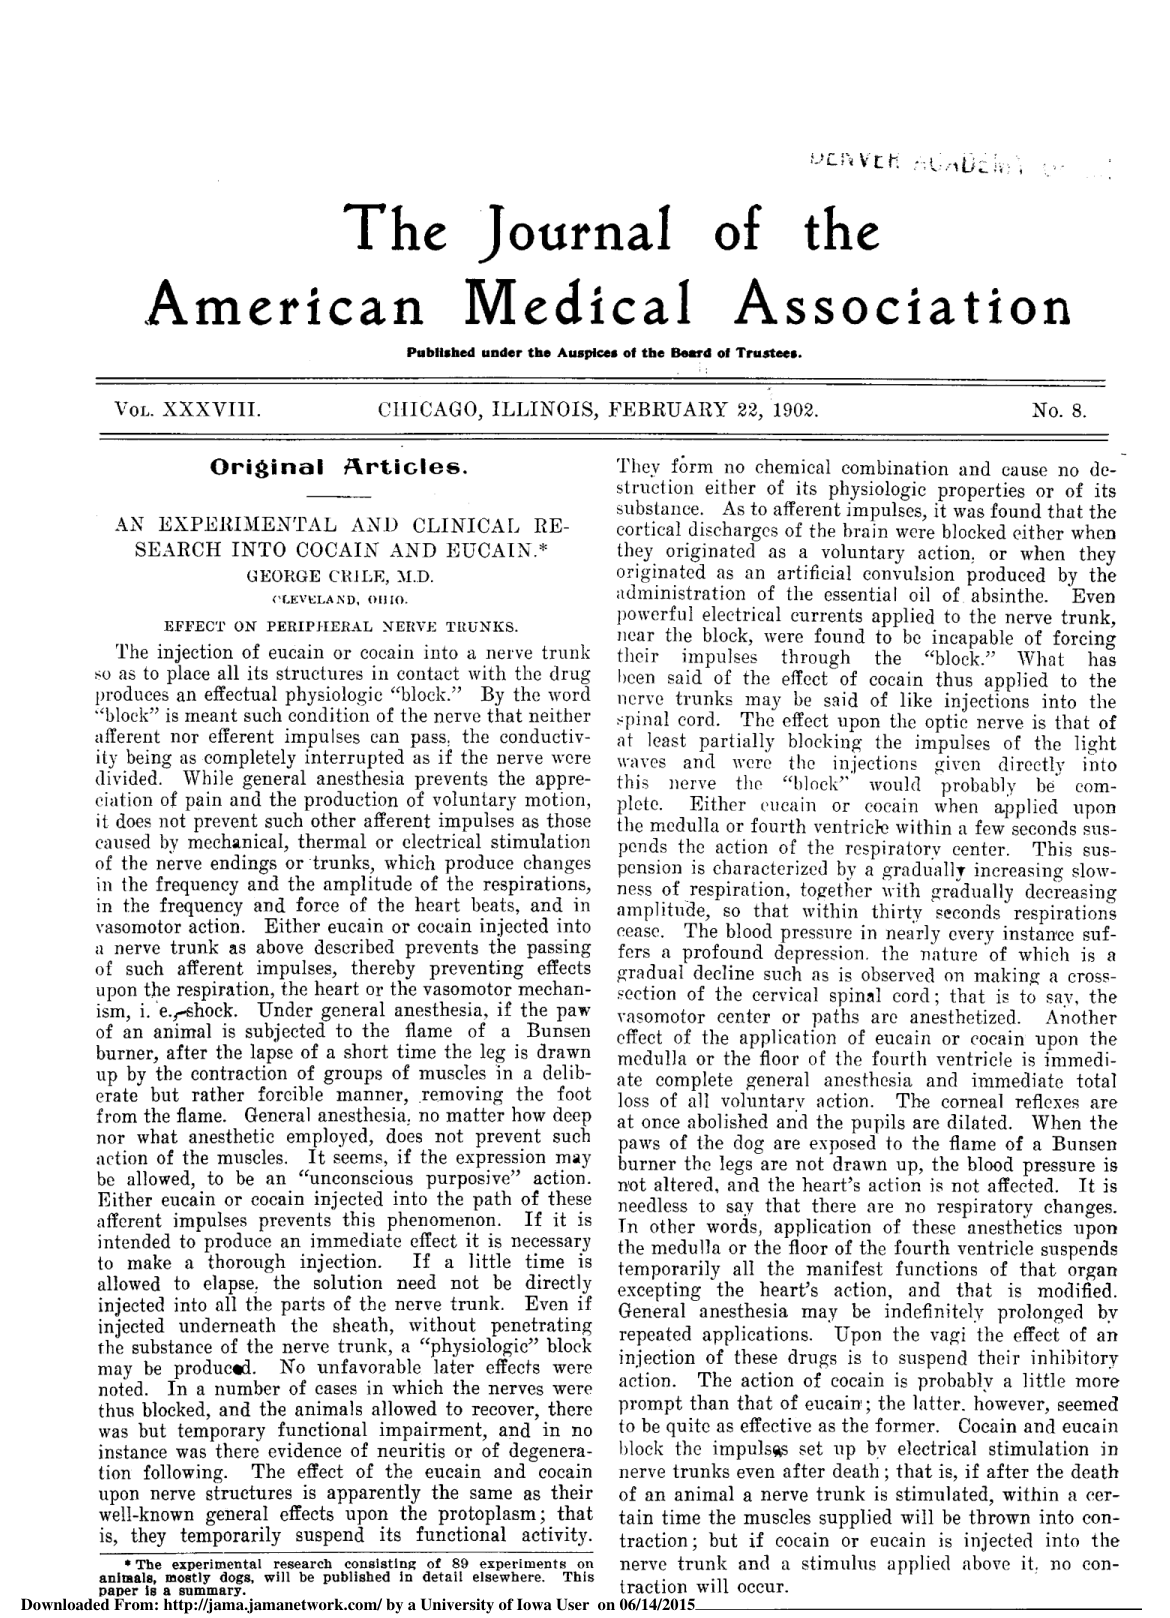 DENVER ACADEMY
The Journal of the
American Medical Association
Published under the Auspices of the Board of Trustees.
VOL. XXXVIII. CHICAGO, ILLINOIS, FEBRUARY 22, 1902. No. 8.
Original Articles.
AN EXPERIMENTAL AND CLINICAL RE-
SEARCH INTO COCAIN AND EUCAIN.*
GEORGE CRILE, M.D.
CLEVELAND, OHIO.
EFFECT ON PERIPHERAL NERVE TRUNKS.
The injection of eucain or cocain into a nerve trunk
so as to place all its structures in contact with the drug
produces an effectual physiologic "block." By the word
"block" is meant such condition of the nerve that neither
afferent nor efferent impulses can pass, the conductiv-
ity being as completely interrupted as if the nerve were
divided. While general anesthesia prevents the appre-
ciation of pain and the production of voluntary motion,
it does not prevent such other afferent impulses as those
caused by mechanical, thermal or electrical stimulation
of the nerve endings or trunks, which produce changes
in the frequency and the amplitude of the respirations,
in the frequency and force of the heart beats, and in
vasomotor action. Either eucain or cocain injected into
a nerve trunk as above described prevents the passing
of such afferent impulses, thereby preventing effects
upon the respiration, the heart or the vasomotor mechan-
ism, i. e., shock. Under general anesthesia, if the paw
of an animal is subjected to the flame of a Bunsen
burner, after the lapse of a short time the leg is drawn
up by the contraction of groups of muscles in a delib-
erate but rather forcible manner, removing the foot
from the flame. General anesthesia, no matter how deep
nor what anesthetic employed, does not prevent such
action of the muscles. It seems, if the expression may
be allowed, to be an "unconscious purposive" action.
Either eucain or cocain injected into the path of these
afferent impulses prevents this phenomenon. If it is
intended to produce an immediate effect it is necessary
to make a thorough injection. If a little time is
allowed to elapse, the solution need not be directly
injected into all the parts of the nerve trunk. Even if
injected underneath the sheath, without penetrating
the substance of the nerve trunk, a "physiologic" block
may be produced. No unfavorable later effects were
noted. In a number of cases in which the nerves were
thus blocked, and the animals allowed to recover, there
was but temporary functional impairment, and in no
instance was there evidence of neuritis or of degenera-
tion following. The effect of the eucain and cocain
upon nerve structures is apparently the same as their
well-known general effects upon the protoplasm; that
is, they temporarily suspend its functional activity.
* The experimental research consisting of 89 experiments on
animals, mostly dogs, will be published in detail elsewhere. This
paper is a summary.
They form no chemical combination and cause no de-
struction either of its physiologic properties or of its
substance. As to afferent impulses, it was found that the
cortical discharges of the brain were blocked either when
they originated as a voluntary action, or when they
originated as an artificial convulsion produced by the
administration of the essential oil of absinthe. Even
powerful electrical currents applied to the nerve trunk,
near the block, were found to be incapable of forcing
their impulses through the "block." What has
been said of the effect of cocain thus applied to the
nerve trunks may be said of like injections into the
spinal cord. The effect upon the optic nerve is that of
at least partially blocking the impulses of the light
waves and were the injections given directly into
this nerve the "block" would probably be com-
plete. Either eucain or cocain when applied upon
the medulla or fourth ventricle within a few seconds sus-
pends the action of the respiratory center. This sus-
pension is characterized by a gradually increasing slow-
ness of respiration, together with gradually decreasing
amplitude, so that within thirty seconds respirations
cease. The blood pressure in nearly every instance suf-
fers a profound depression, the nature of which is a
gradual decline such as is observed on making a cross-
section of the cervical spinal cord; that is to say, the
vasomotor center or paths are anesthetized. Another
effect of the application of eucain or cocain upon the
medulla or the floor of the fourth ventricle is immedi-
ate complete general anesthesia and immediate total
loss of all voluntary action. The corneal reflexes are
at once abolished and the pupils are dilated. When the
paws of the dog are exposed to the flame of a Bunsen
burner the legs are not drawn up, the blood pressure is
not altered, and the heart's action is not affected. It is
needless to say that there are no respiratory changes.
In other words, application of these anesthetics upon
the medulla or the floor of the fourth ventricle suspends
temporarily all the manifest functions of that organ
excepting the heart's action, and that is modified.
General anesthesia may be indefinitely prolonged by
repeated applications. Upon the vagi the effect of an
injection of these drugs is to suspend their inhibitory
action. The action of cocain is probably a little more
prompt than that of eucain; the latter, however, seemed
to be quite as effective as the former. Cocain and eucain
block the impulses set up by electrical stimulation in
nerve trunks even after death; that is, if after the death
of an animal a nerve trunk is stimulated, within a cer-
tain time the muscles supplied will be thrown into con-
traction; but if cocain or eucain is injected into the
nerve trunk and a stimulus applied above it, no con-
traction will occur.
Downloaded From: http://jama.jamanetwork.com/ by a University of Iowa User on 06/14/2015